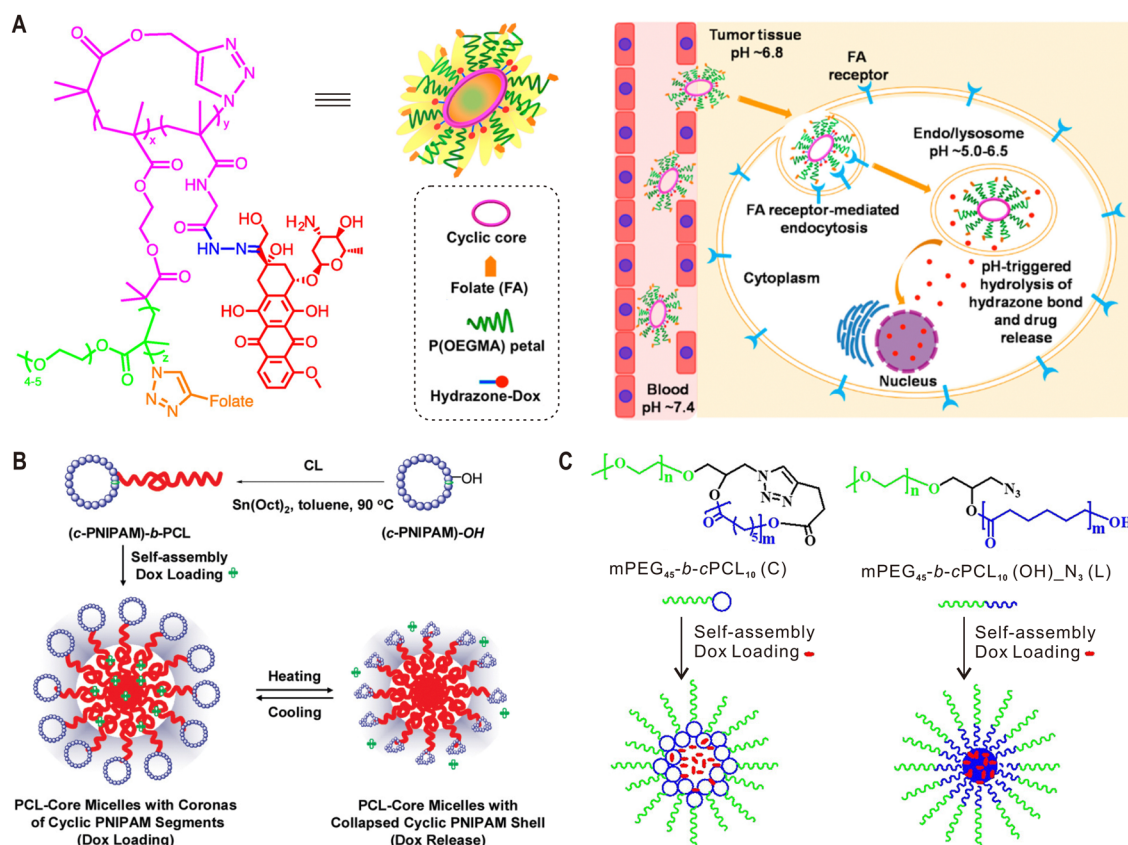 A
O
O
N
N
N
x
y
O
O
O
NH
O
O
HN-N
HO
OH
H₂N
OH
O
O
O
OH
OH
O
O
O
OH
O
O
4-5
O
O
z
N
N=N
Folate
Cyclic core
Folate (FA)
P(OEGMA) petal
Hydrazone-Dox
Tumor tissue
pH ~6.8
FA
receptor
Endo/lysosome
pH ~5.0-6.5
FA receptor-mediated
endocytosis
pH-triggered
hydrolysis of
hydrazone bond
and drug
release
Cytoplasm
Nucleus
Blood
pH ~7.4
B
CL
Sn(Oct)₂, toluene, 90 ºC
OH
(c-PNIPAM)-b-PCL
(c-PNIPAM)-OH
Self-assembly
Dox Loading
Heating
Cooling
PCL-Core Micelles with Coronas
of Cyclic PNIPAM Segments
(Dox Loading)
PCL-Core Micelles with
Collapsed Cyclic PNIPAM Shell
(Dox Release)
C
O
n
O
N
N=N
O
O
5
m
O
O
mPEG₄₅-b-cPCL₁₀ (C)
O
n
O
N₃
O
O
m
OH
mPEG₄₅-b-cPCL₁₀ (OH)_N₃ (L)
Self-assembly
Dox Loading
Self-assembly
Dox Loading